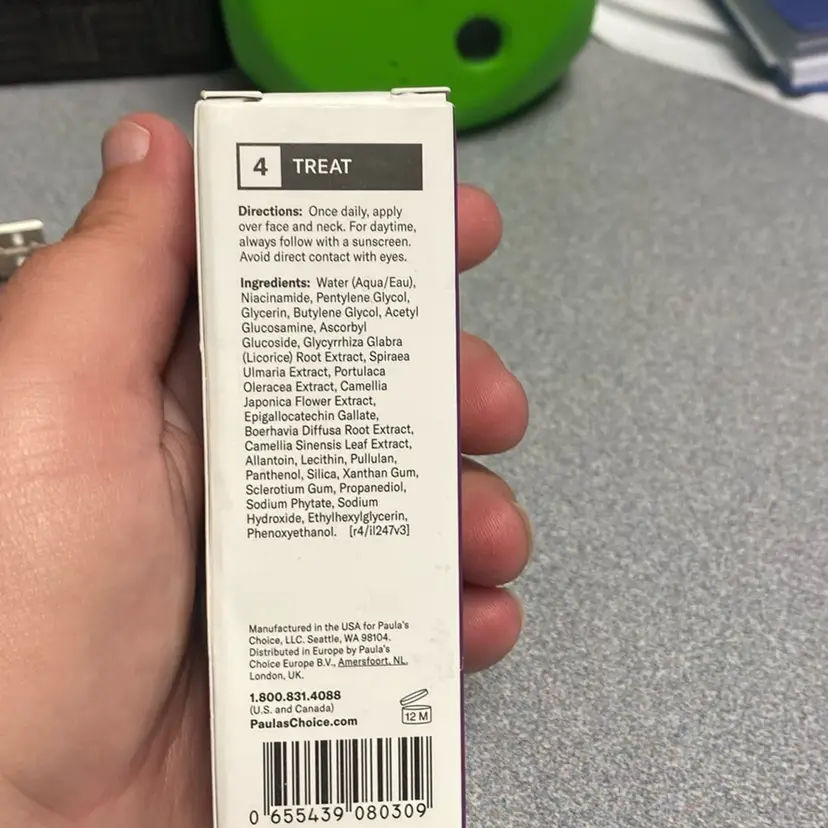 4 TREAT
Directions: Once daily, apply
over face and neck. For daytime,
always follow with a sunscreen.
Avoid direct contact with eyes.
Ingredients: Water (Aqua/Eau),
Niacinamide, Pentylene Glycol,
Glycerin, Butylene Glycol, Acetyl
Glucosamine, Ascorbyl
Glucoside, Glycyrrhiza Glabra
(Licorice) Root Extract, Spiraea
Ulmaria Extract, Portulaca
Oleracea Extract, Camellia
Japonica Flower Extract,
Epigallocatechin Gallate,
Boerhavia Diffusa Root Extract,
Camellia Sinensis Leaf Extract,
Allantoin, Lecithin, Pullulan,
Panthenol, Silica, Xanthan Gum,
Sclerotium Gum, Propanediol,
Sodium Phytate, Sodium
Hydroxide, Ethylhexylglycerin,
Phenoxyethanol. [r4/il247v3]
Manufactured in the USA for Paula's
Choice, LLC. Seattle, WA 98104.
Distributed in Europe by Paula's
Choice Europe B.V., Amersfoort, NL.
London, UK.
1.800.831.4088
(U.S. and Canada)
PaulasChoice.com
12 M
0 655439 080309